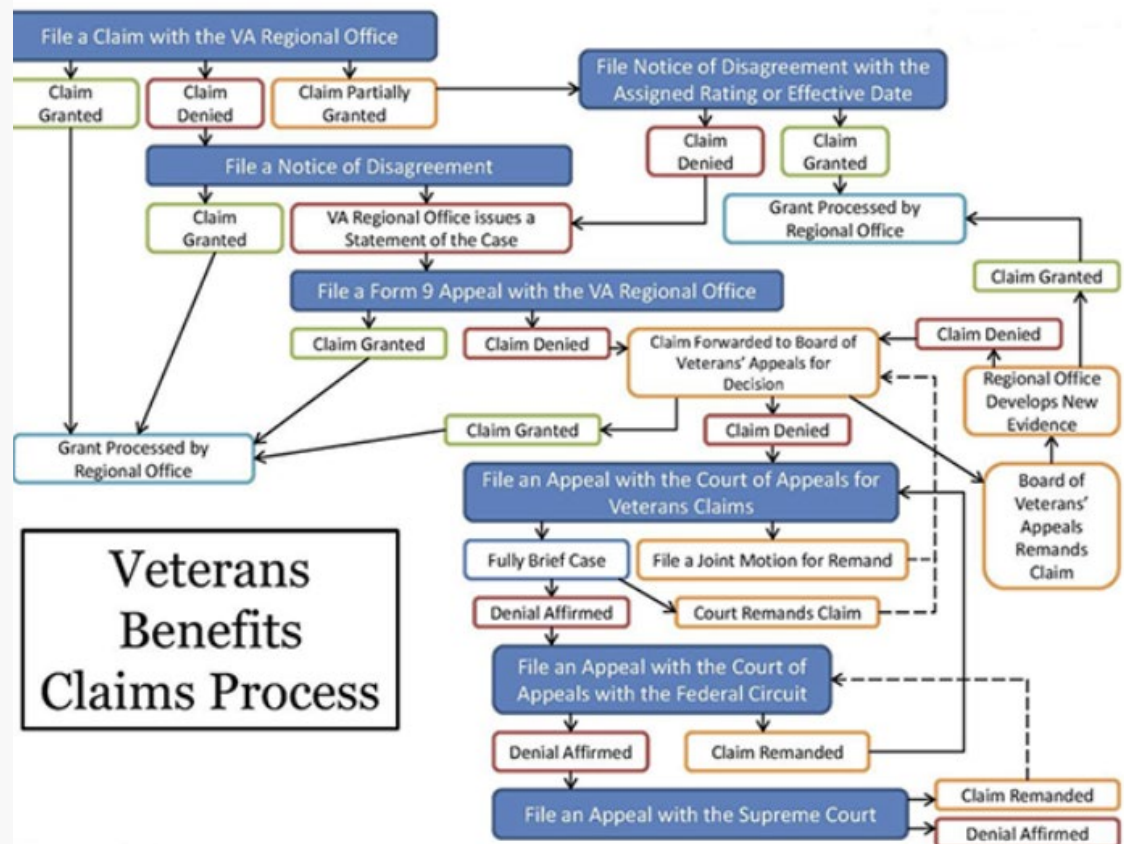 File a Claim with the VA Regional Office
Claim
Granted
Claim
Denied
Claim Partially
Granted
File Notice of Disagreement with the
Assigned Rating or Effective Date
Claim
Denied
Claim
Granted
File a Notice of Disagreement
Claim
Granted
VA Regional Office issues a
Statement of the Case
Grant Processed by
Regional Office
Claim Granted
File a Form 9 Appeal with the VA Regional Office
Claim Granted
Claim Denied
Claim Forwarded to Board of
Veterans' Appeals for
Decision
Claim Denied
Regional Office
Develops New
Evidence
Claim Granted
Claim Denied
Grant Processed by
Regional Office
File an Appeal with the Court of Appeals for
Veterans Claims
Board of
Veterans'
Appeals
Remands
Claim
Fully Brief Case
File a Joint Motion for Remand
Denial Affirmed
Court Remands Claim
Veterans
Benefits
Claims Process
File an Appeal with the Court of
Appeals with the Federal Circuit
Denial Affirmed
Claim Remanded
File an Appeal with the Supreme Court
Claim Remanded
Denial Affirmed